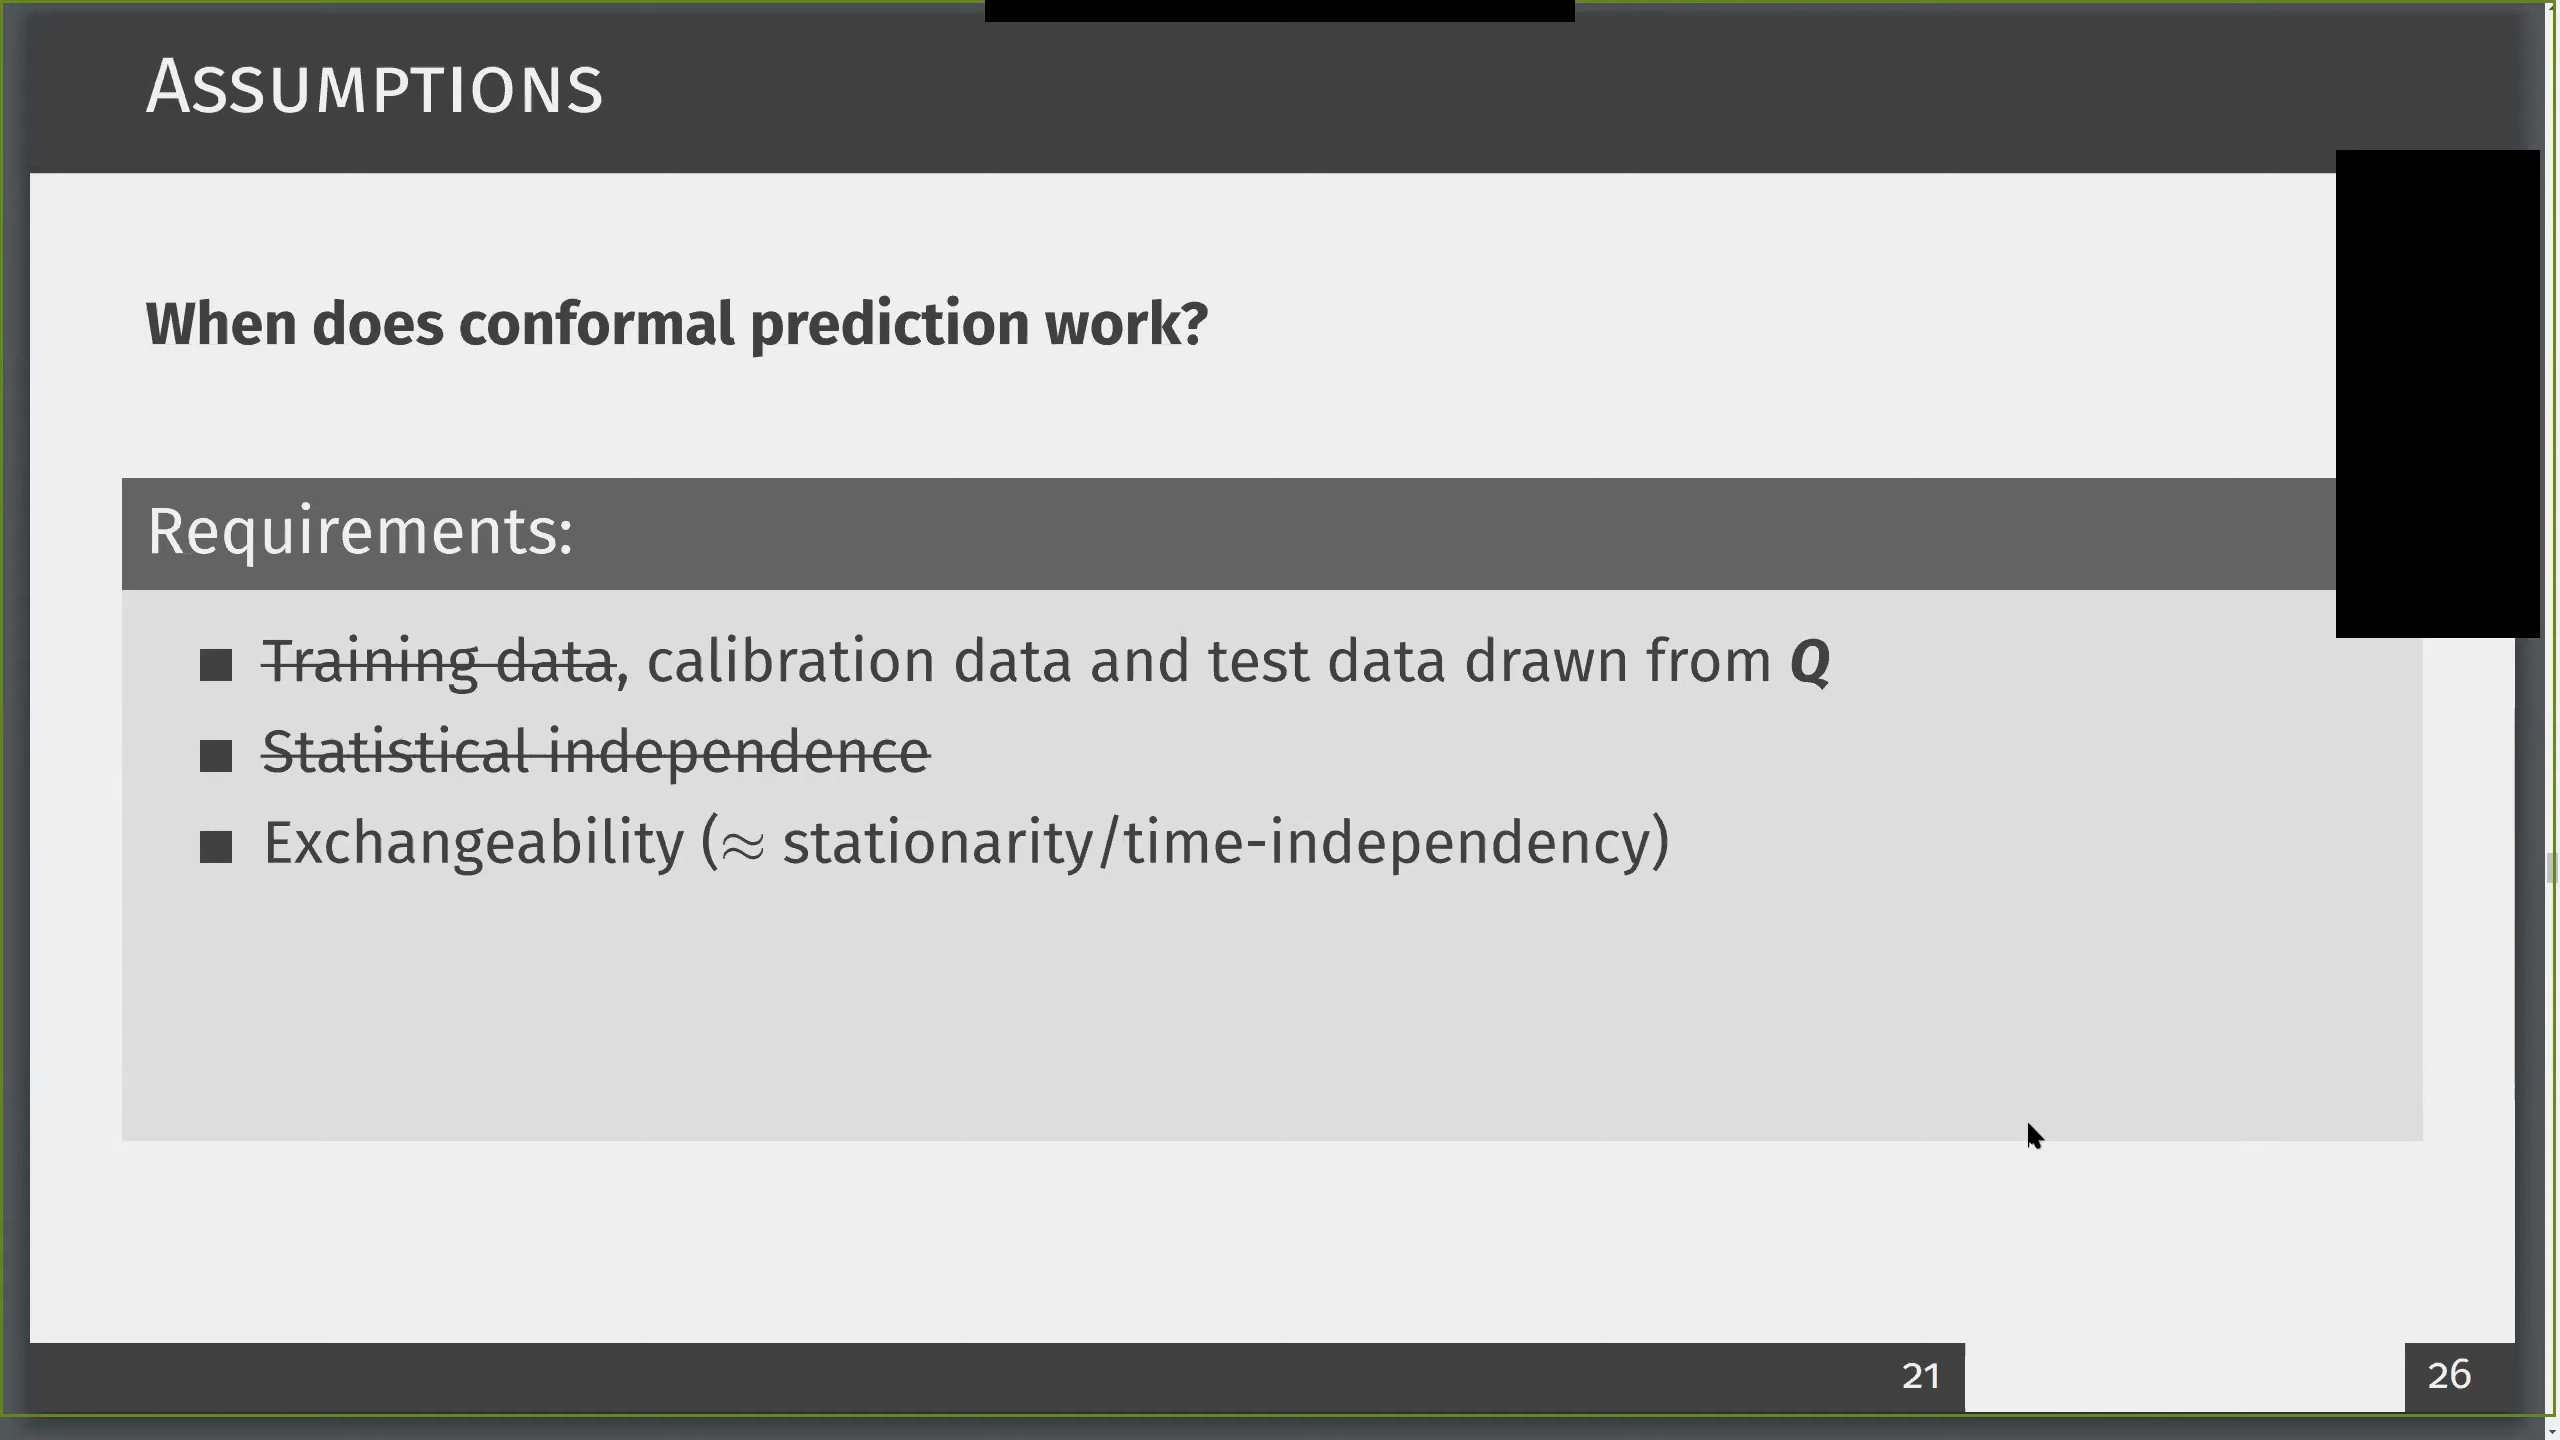 Assumptions
When does conformal prediction work?
Requirements:
Training data, calibration data and test data drawn from Q
Statistical independence
Exchangeability (≈ stationarity/time-independency)
21
26